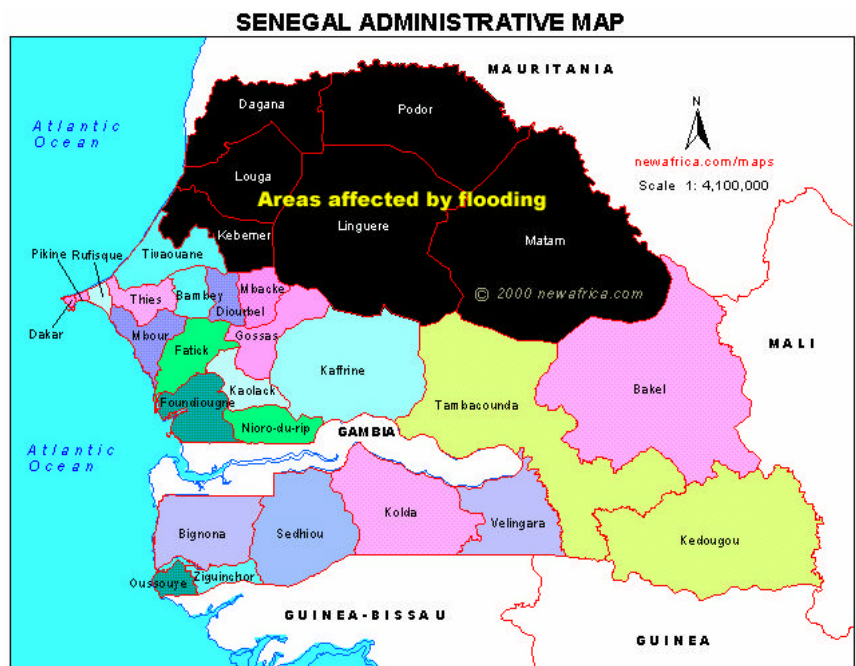 SENEGAL ADMINISTRATIVE MAP
MAURITANIA
Dagana
Podor
Atlantic
Ocean
N
newafrica.com/maps
Scale 1: 4,100,000
Louga
Areas affected by flooding
Linguere
Kebemer
Matam
Tivaouane
Pikine
Rufisque
Thies
Bambey
Mbacke
Diourbel
© 2000 newafrica.com
Dakar
Mbour
Gossas
MALI
Fatick
Kaffrine
Kaolack
Bakel
Foundiougne
Tambacounda
Nioro-du-rip
GAMBIA
Atlantic
Ocean
Kolda
Velingara
Bignona
Sedhiou
Kedougou
Ziguinchor
Oussouye
GUINEA-BISSAU
GUINEA